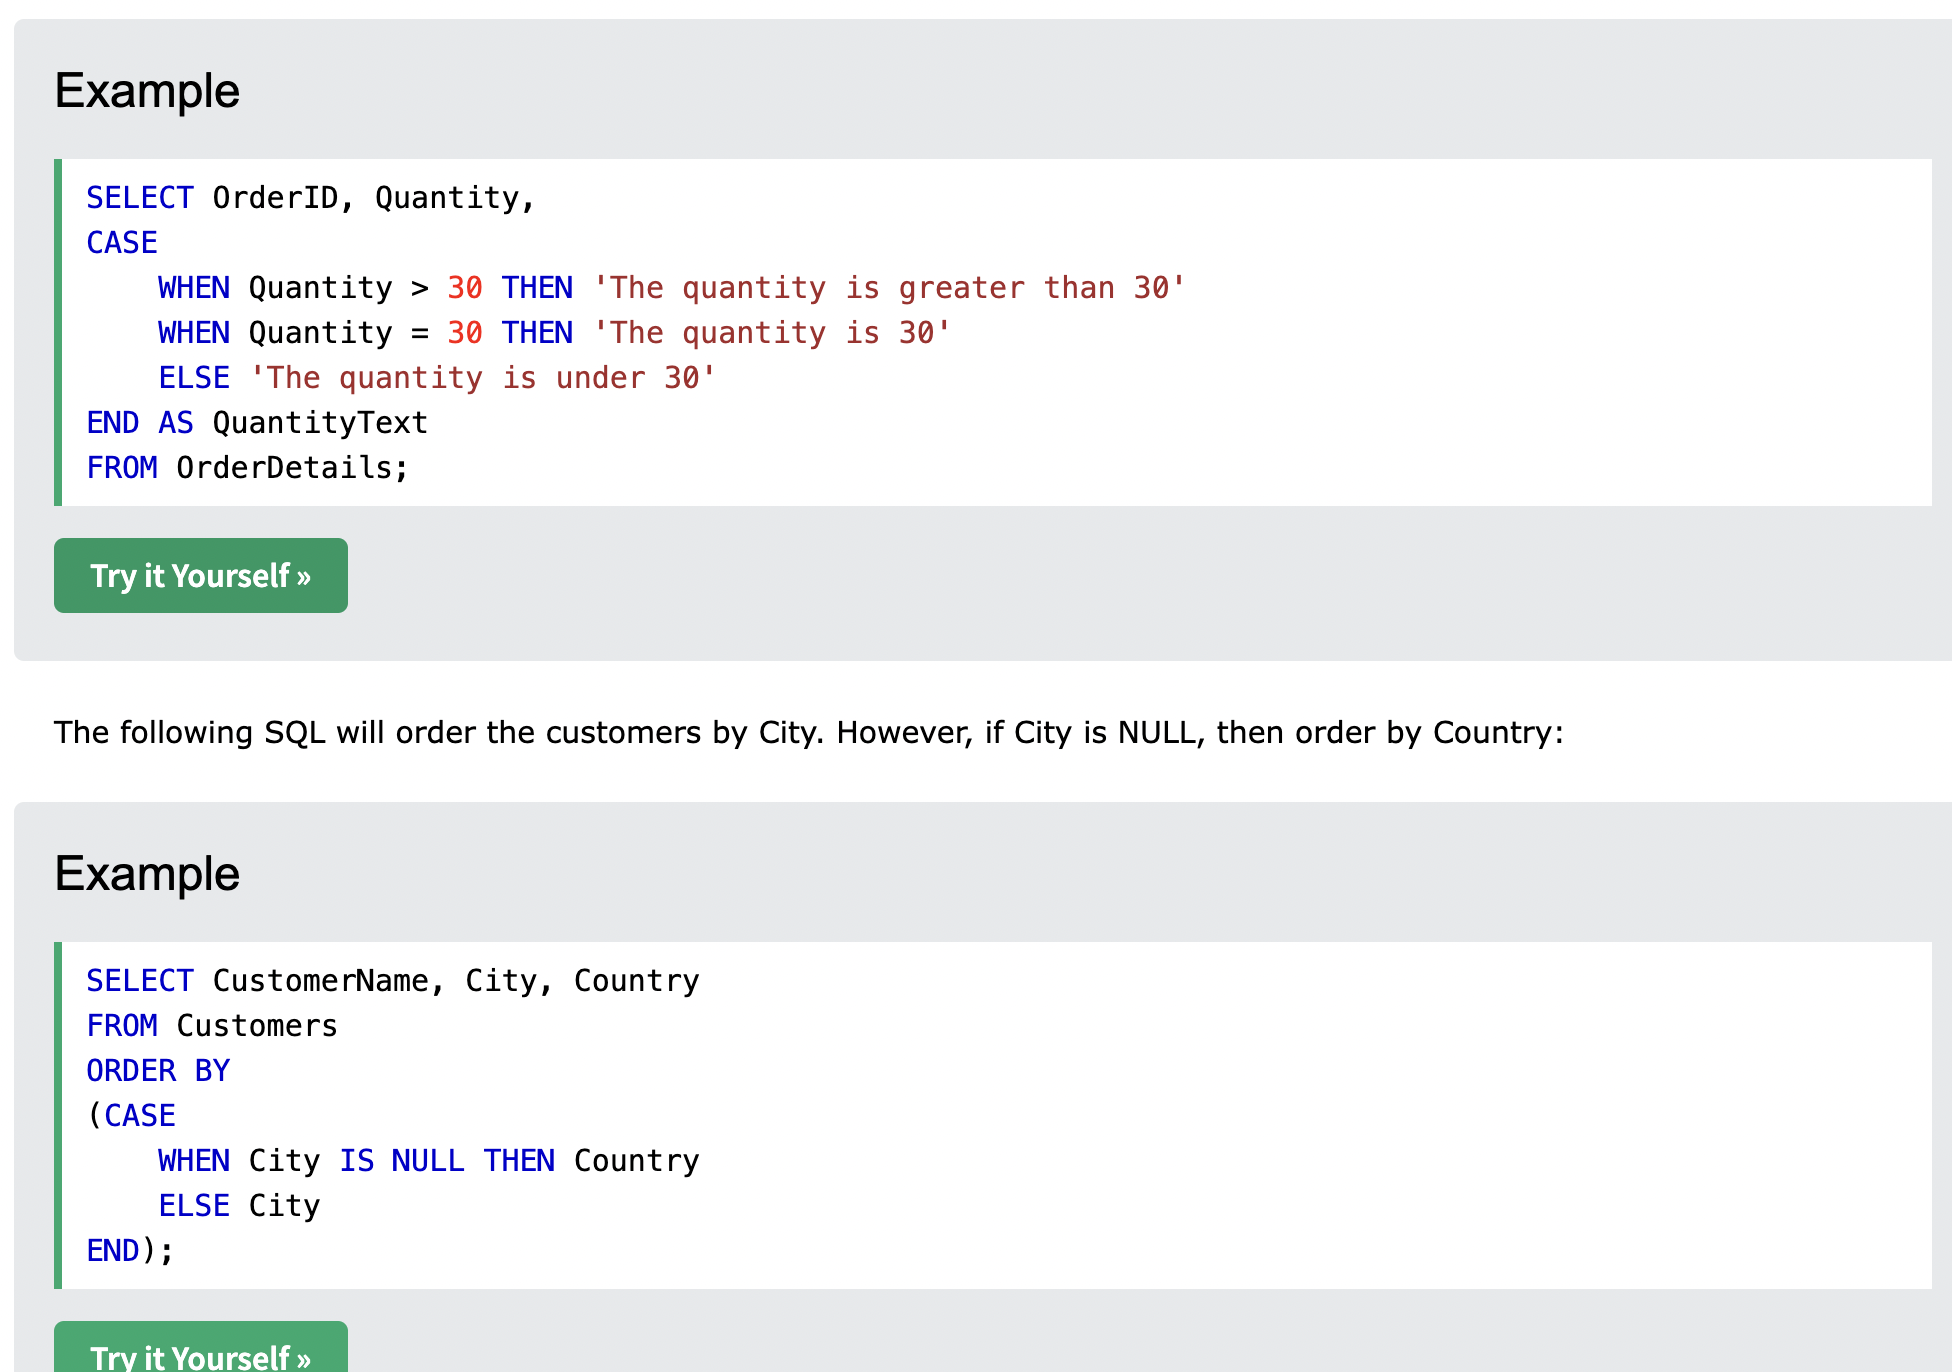 Example
SELECT OrderID, Quantity,
CASE
    WHEN Quantity > 30 THEN 'The quantity is greater than 30'
    WHEN Quantity = 30 THEN 'The quantity is 30'
    ELSE 'The quantity is under 30'
END AS QuantityText
FROM OrderDetails;
Try it Yourself »
The following SQL will order the customers by City. However, if City is NULL, then order by Country:
Example
SELECT CustomerName, City, Country
FROM Customers
ORDER BY
(CASE
    WHEN City IS NULL THEN Country
    ELSE City
END);
Try it Yourself »